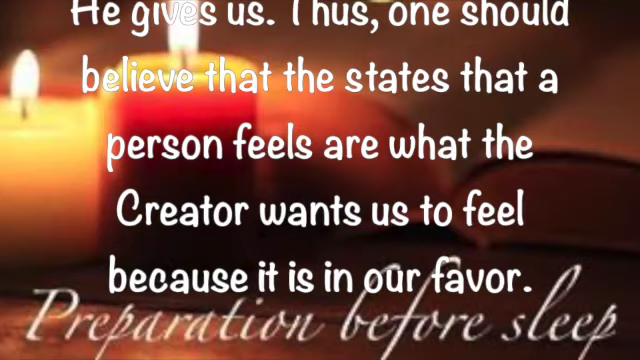 He gives us. Thus, one should
believe that the states that a
person feels are what the
Creator wants us to feel
because it is in our favor.
Preparation before sleep